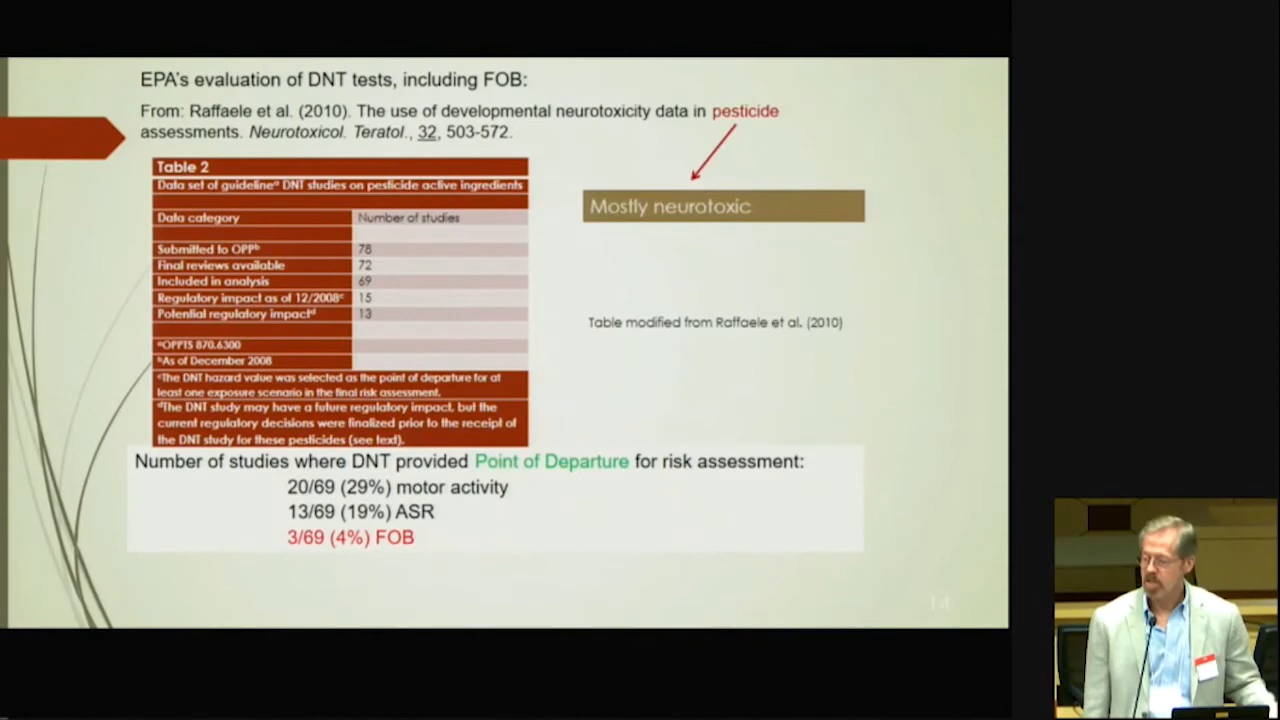 EPA's evaluation of DNT tests, including FOB:
From: Raffaele et al. (2010). The use of developmental neurotoxicity data in pesticide
assessments. Neurotoxicol. Teratol., 32, 503-572.
Table 2
Data set of guidelineᵃ DNT studies on pesticide active ingredients
Data category Number of studies
Submitted to OPPᵇ 78
Final reviews available 72
Included in analysis 69
Regulatory impact as of 12/2008ᶜ 15
Potential regulatory impactᵈ 13
ᵃOPPTS 870.6300
ᵇAs of December 2008
ᶜThe DNT hazard value was selected as the point of departure for at
least one exposure scenario in the final risk assessment.
ᵈThe DNT study may have a future regulatory impact, but the
current regulatory decisions were finalized prior to the receipt of
the DNT study for these pesticides (see text).
Mostly neurotoxic
Table modified from Raffaele et al. (2010)
Number of studies where DNT provided Point of Departure for risk assessment:
20/69 (29%) motor activity
13/69 (19%) ASR
3/69 (4%) FOB
14